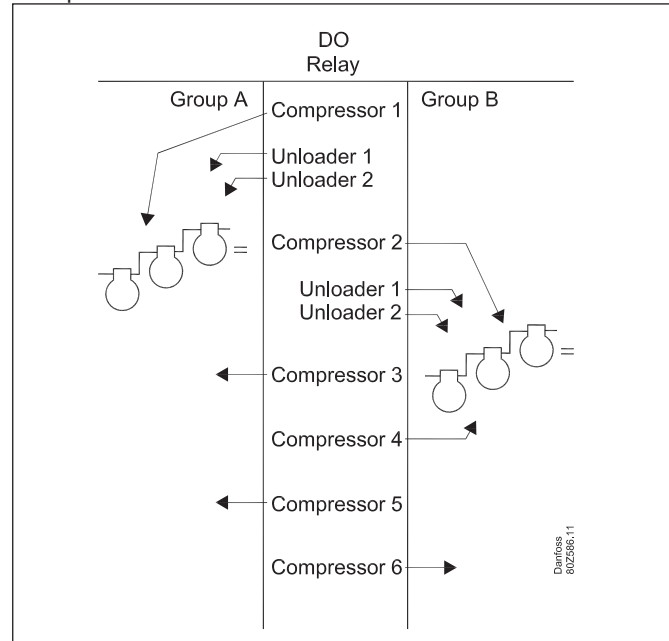 DO
Relay
Group A
Group B
Compressor 1
Unloader 1
Unloader 2
Compressor 2
Unloader 1
Unloader 2
Compressor 3
Compressor 4
Compressor 5
Compressor 6
Danfoss
80Z586.11